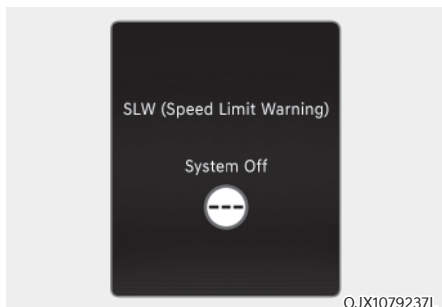 SLW (Speed Limit Warning)
System Off
---
OJX1079237L